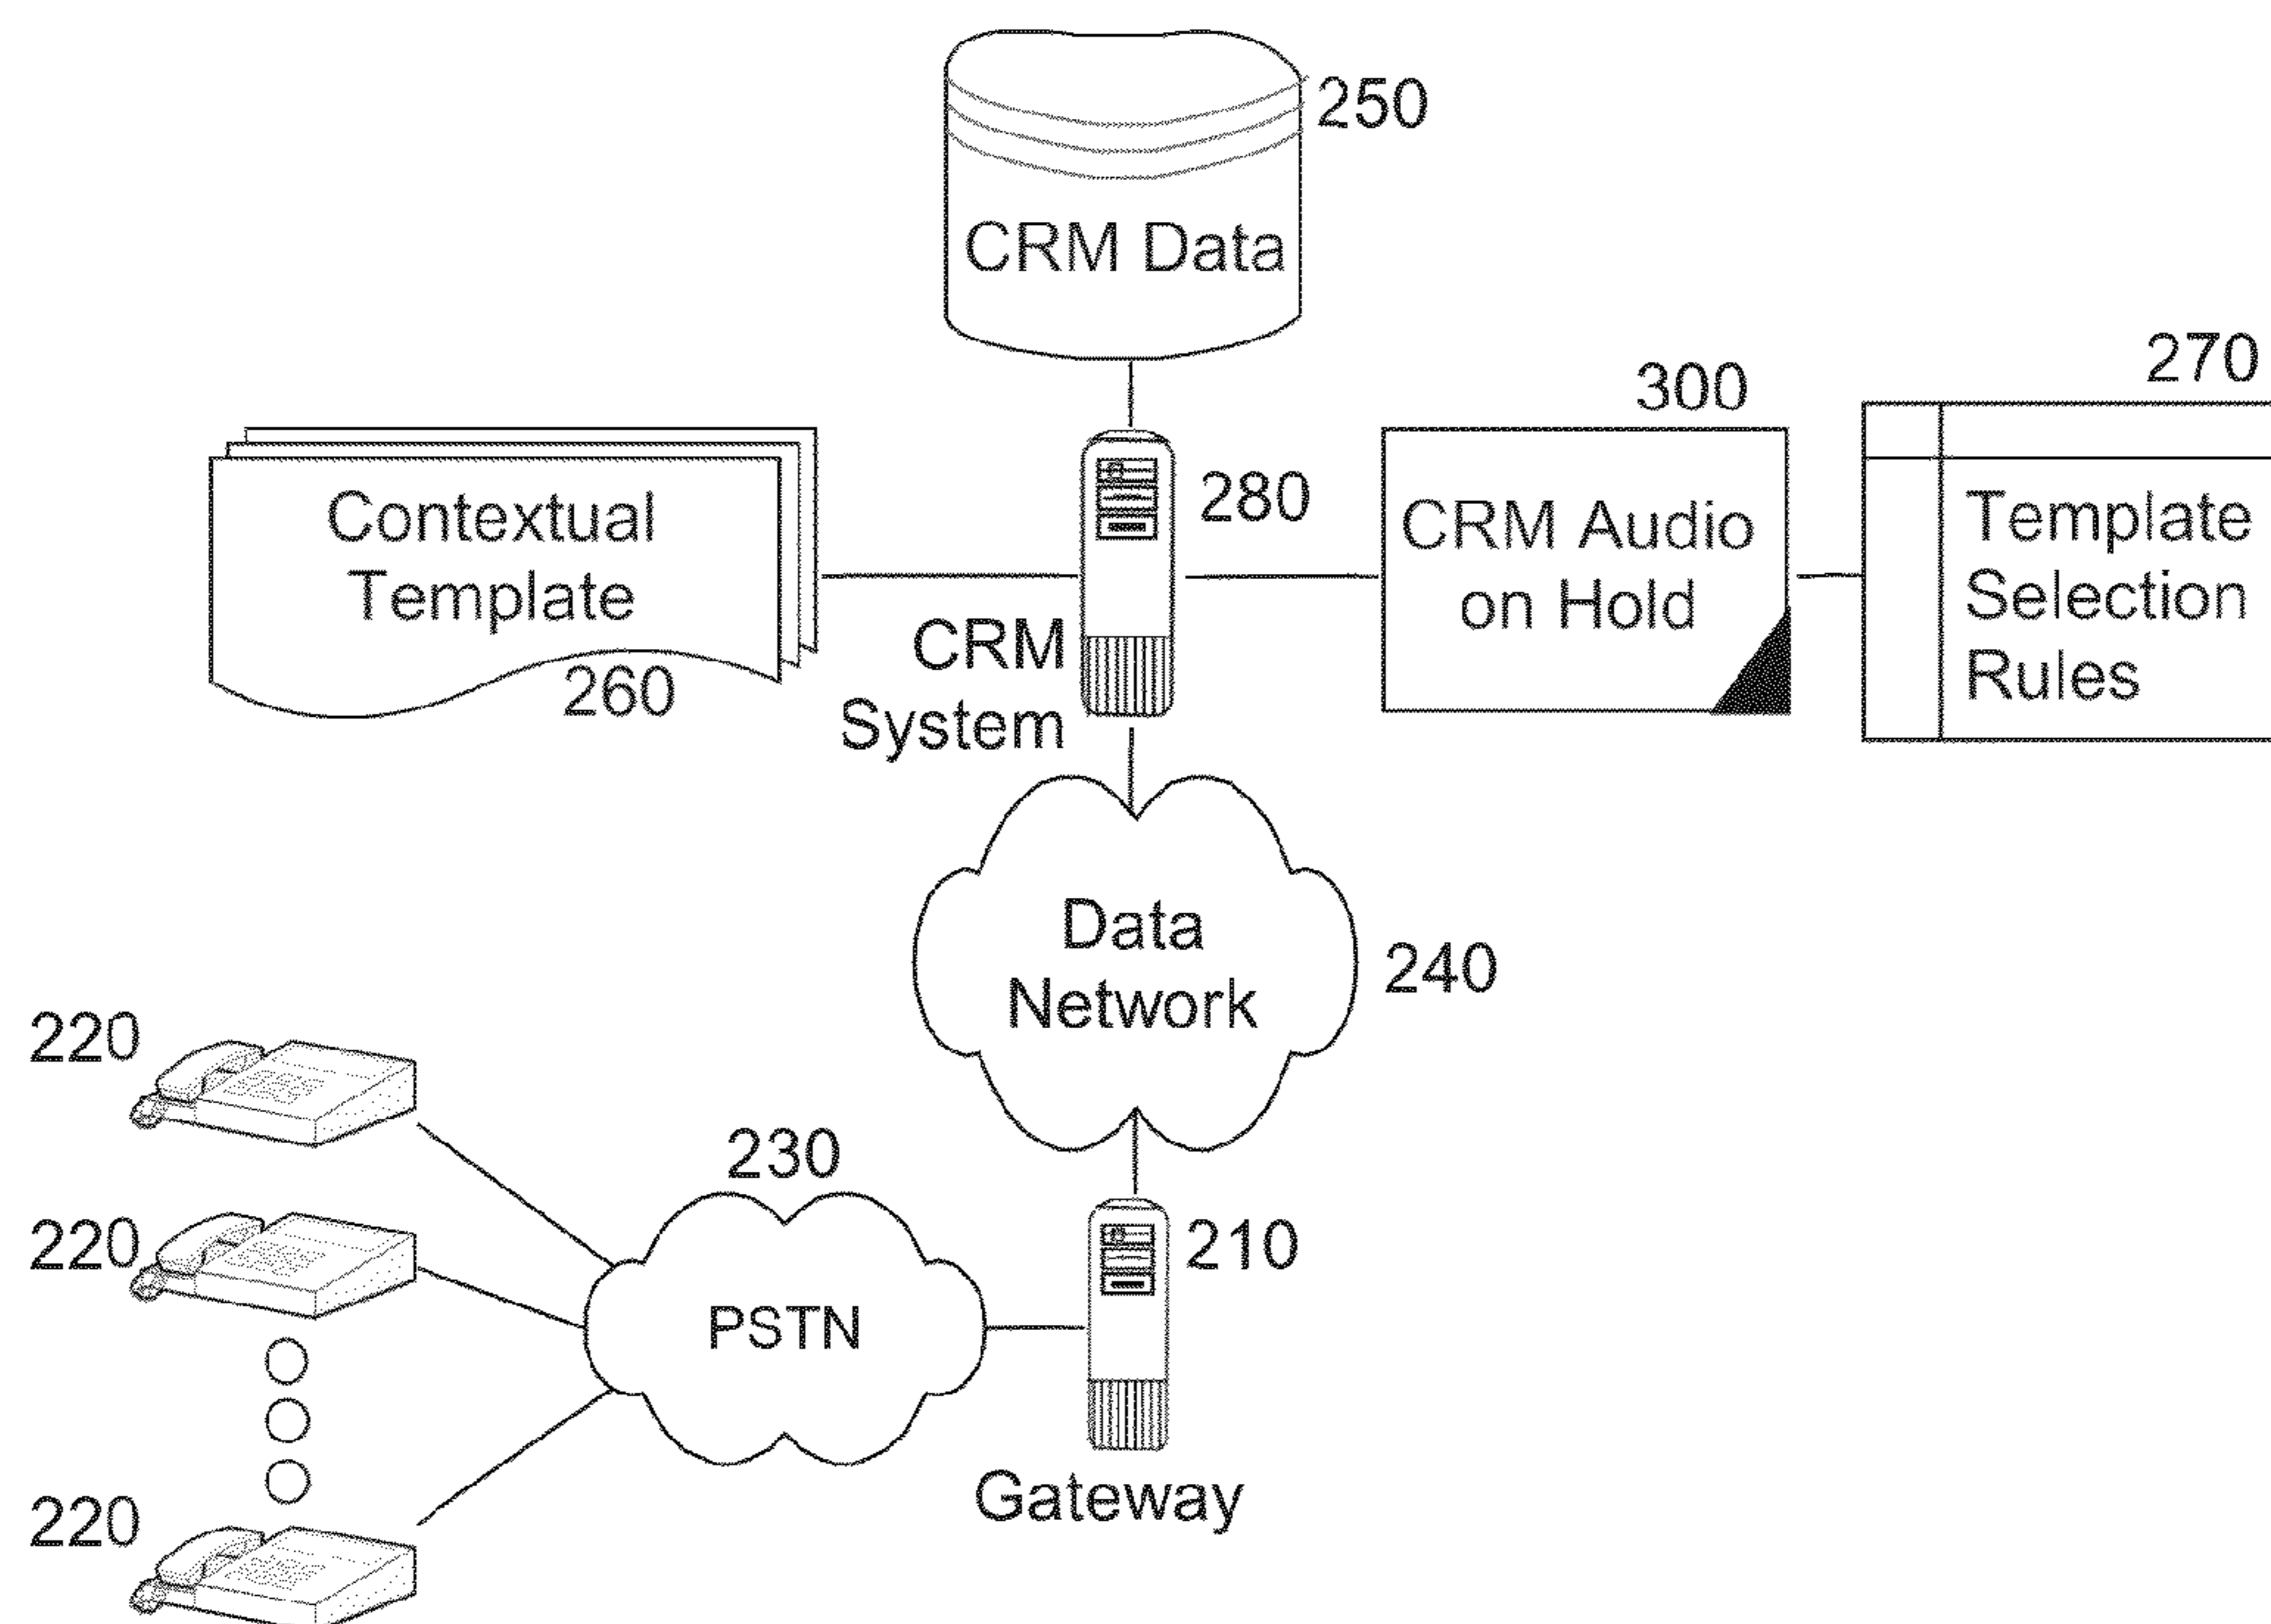 250
CRM Data
270
300
Contextual
Template
260
280
CRM
System
CRM Audio
on Hold
Template
Selection
Rules
Data
Network
240
220
230
220
PSTN
210
220
Gateway